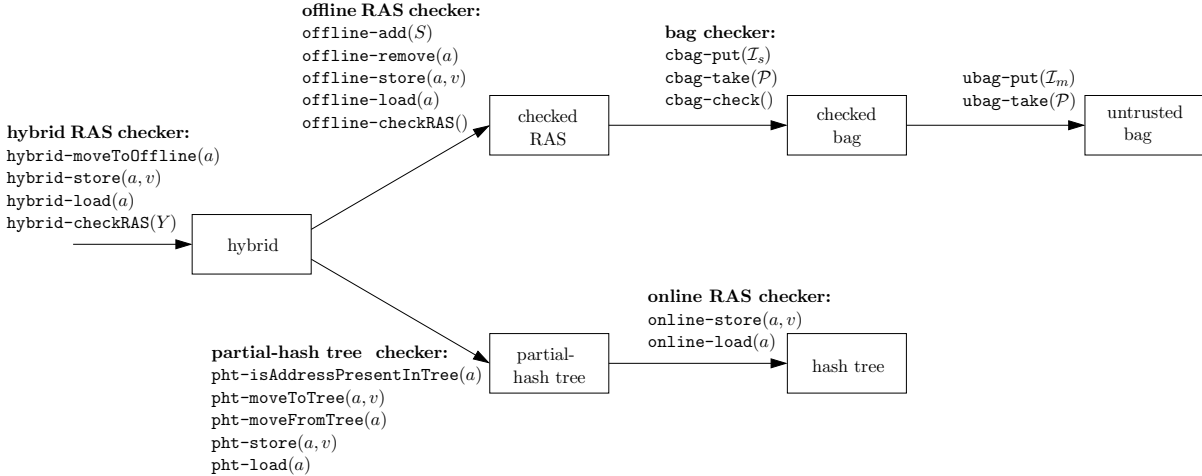 offline RAS checker:
offline-add(S)
offline-remove(a)
offline-store(a, v)
offline-load(a)
offline-checkRAS()
bag checker:
cbag-put(ℐₛ)
cbag-take(𝒫)
cbag-check()
ubag-put(ℐₘ)
ubag-take(𝒫)
checked
RAS
checked
bag
untrusted
bag
hybrid RAS checker:
hybrid-moveToOffline(a)
hybrid-store(a, v)
hybrid-load(a)
hybrid-checkRAS(Y)
hybrid
online RAS checker:
online-store(a, v)
online-load(a)
partial-hash tree checker:
pht-isAddressPresentInTree(a)
pht-moveToTree(a, v)
pht-moveFromTree(a)
pht-store(a, v)
pht-load(a)
partial-
hash tree
hash tree